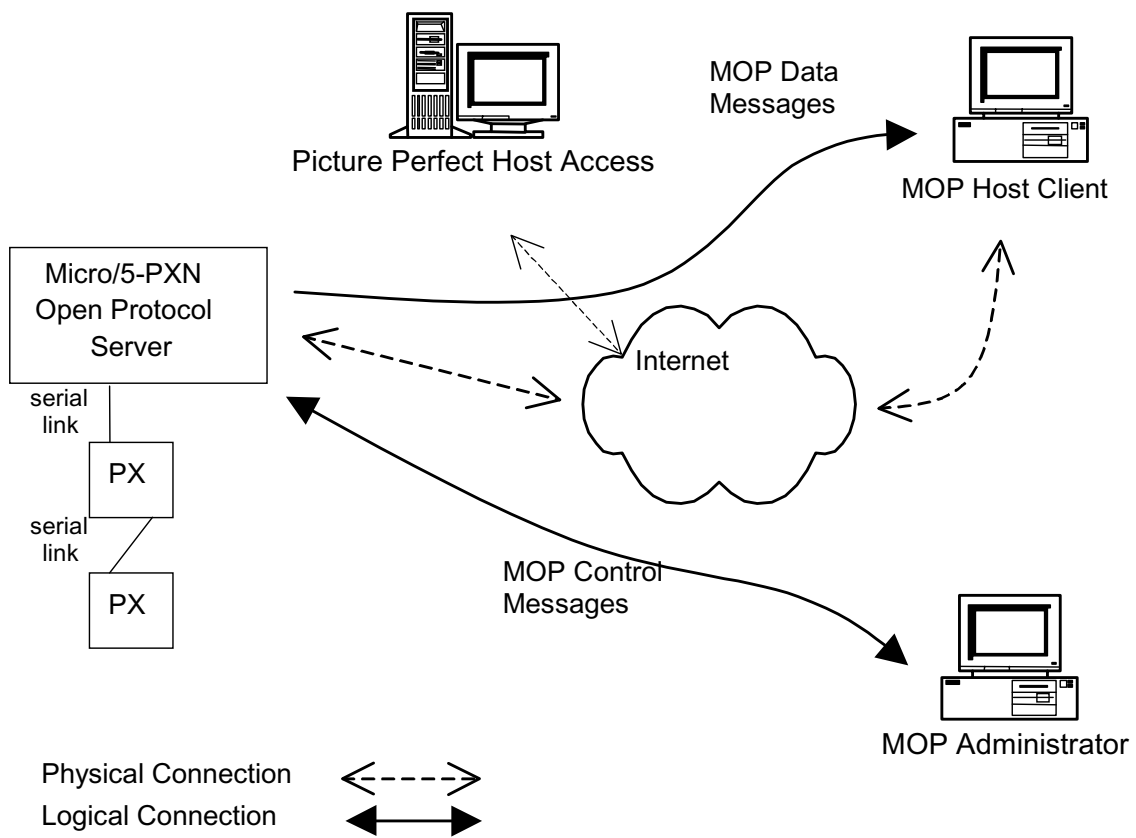 MOP Data
Messages
Picture Perfect Host Access
MOP Host Client
Micro/5-PXN
Open Protocol
Server
Internet
serial
link
PX
serial
link
PX
MOP Control
Messages
MOP Administrator
Physical Connection
Logical Connection